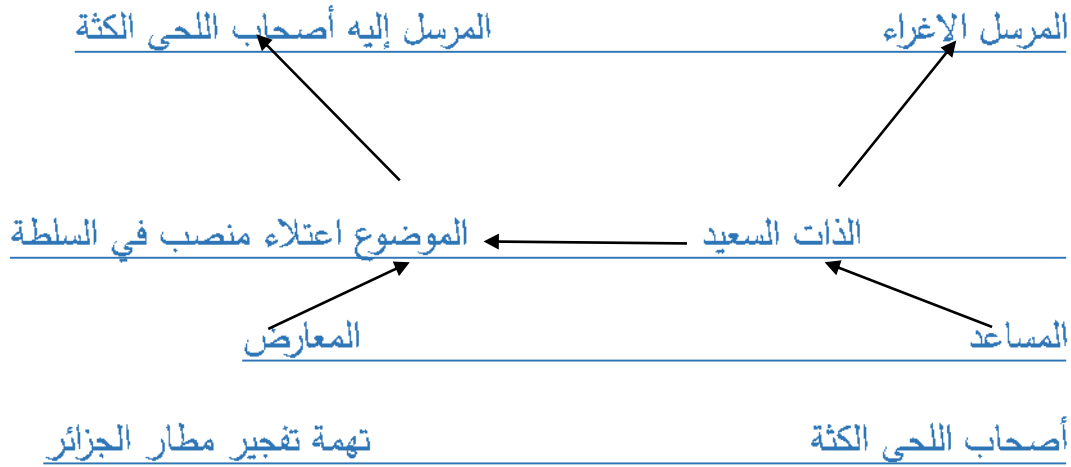 المرسل الاغراء المرسل إليه أصحاب اللحى الكثة
الذات السعيد الموضوع اعتلاء منصب في السلطة
المساعد المعارض
أصحاب اللحى الكثة تهمة تفجير مطار الجزائر